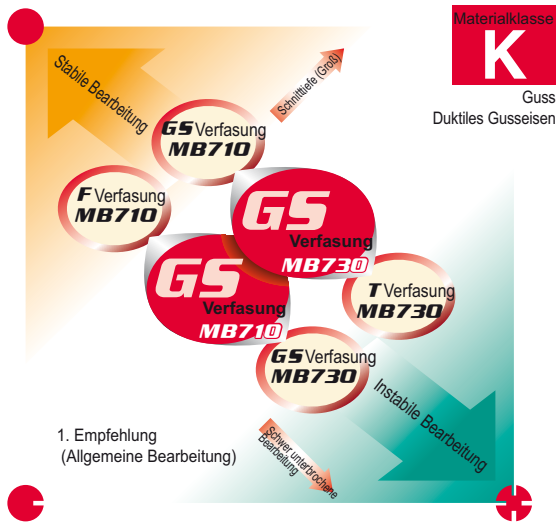 Materialklasse
K
Guss
Duktiles Gusseisen
Stabile Bearbeitung
Schnitttiefe (Groß)
GS Verfasung
MB710
F Verfasung
MB710
GS
Verfasung
MB730
GS
Verfasung
MB710
T Verfasung
MB730
GS Verfasung
MB730
Instabile Bearbeitung
1. Empfehlung
(Allgemeine Bearbeitung)
Schwer unterbrochene
Bearbeitung